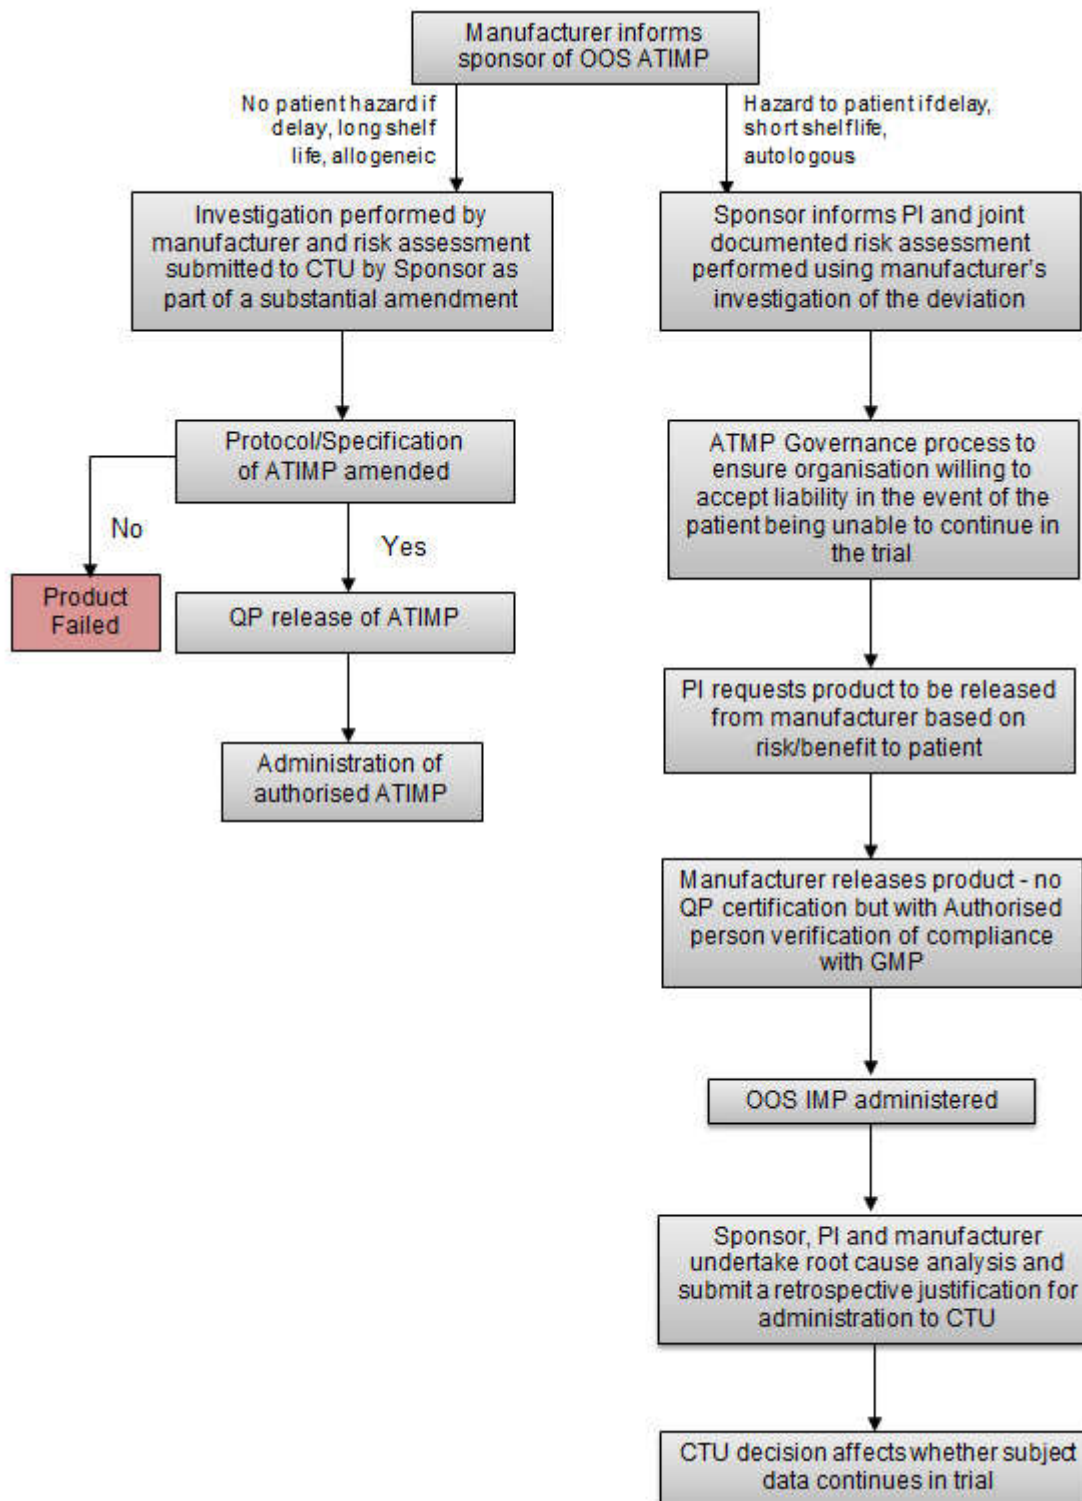 Manufacturer informs
sponsor of OOS ATIMP
No patient hazard if
delay, long shelf
life, allogeneic
Hazard to patient if delay,
short shelf life,
autologous
Investigation performed by
manufacturer and risk assessment
submitted to CTU by Sponsor as
part of a substantial amendment
Sponsor informs PI and joint
documented risk assessment
performed using manufacturer's
investigation of the deviation
Protocol/Specification
of ATIMP amended
No
Yes
Product
Failed
QP release of ATIMP
Administration of
authorised ATIMP
ATMP Governance process to
ensure organisation willing to
accept liability in the event of the
patient being unable to continue in
the trial
PI requests product to be released
from manufacturer based on
risk/benefit to patient
Manufacturer releases product - no
QP certification but with Authorised
person verification of compliance
with GMP
OOS IMP administered
Sponsor, PI and manufacturer
undertake root cause analysis and
submit a retrospective justification for
administration to CTU
CTU decision affects whether subject
data continues in trial